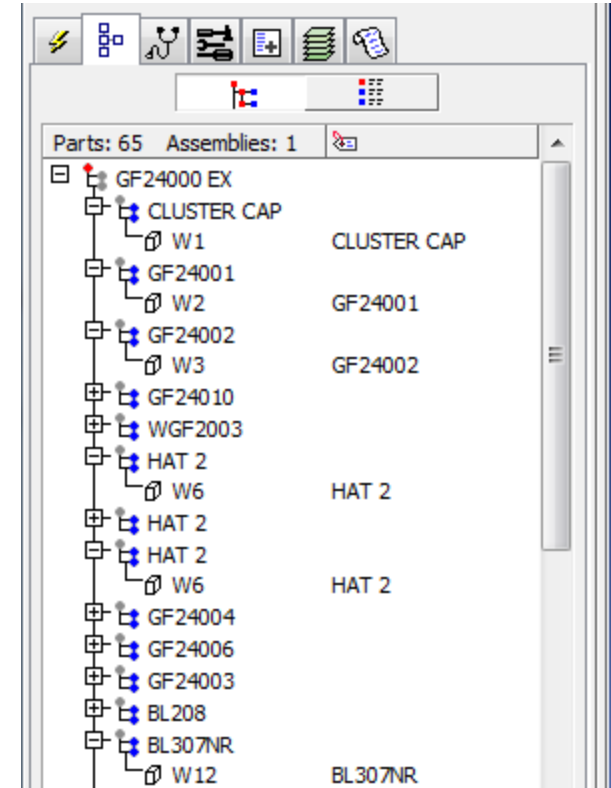 Parts: 65 Assemblies: 1
GF24000 EX
CLUSTER CAP
W1 CLUSTER CAP
GF24001
W2 GF24001
GF24002
W3 GF24002
GF24010
WGF2003
HAT 2
W6 HAT 2
HAT 2
HAT 2
W6 HAT 2
GF24004
GF24006
GF24003
BL208
BL307NR
W12 BL307NR